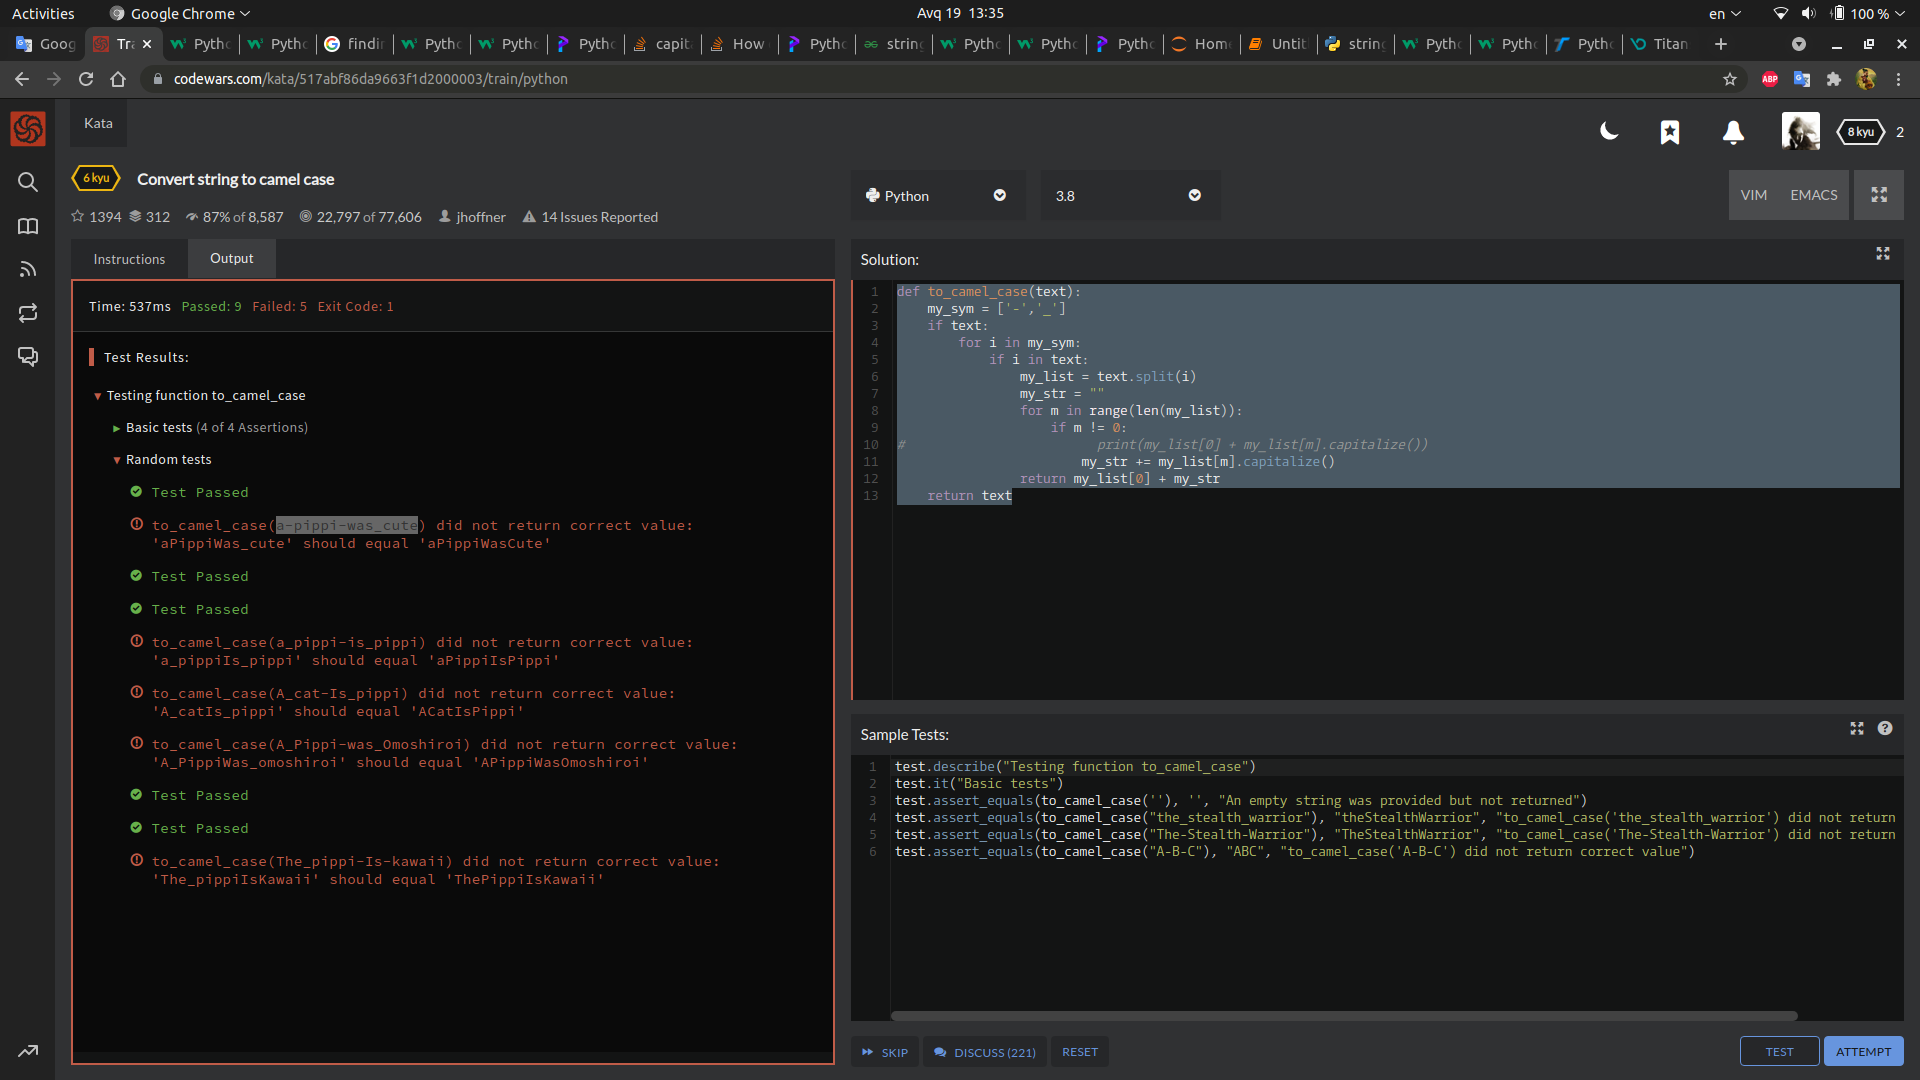 Activities
Google Chrome
Avq 19 13:35
en
100 %
Goog
Tra
Pytho
Pytho
findin
Pytho
Pytho
Pytho
capita
How
Pytho
string
Pytho
Pytho
Pytho
Home
Untit
string
Pytho
Pytho
Pytho
Titan
codewars.com/kata/517abf86da9663f1d2000003/train/python
ABP
Kata
8 kyu
2
6 kyu
Convert string to camel case
1394
312
87% of 8,587
22,797 of 77,606
jhoffner
14 Issues Reported
Python
3.8
VIM
EMACS
Instructions
Output
Time: 537ms Passed: 9 Failed: 5 Exit Code: 1
Test Results:
Testing function to_camel_case
Basic tests (4 of 4 Assertions)
Random tests
Test Passed
to_camel_case(a-pippi-was_cute) did not return correct value:
'aPippiWas_cute' should equal 'aPippiWasCute'
Test Passed
Test Passed
to_camel_case(a_pippi-is_pippi) did not return correct value:
'a_pippiIs_pippi' should equal 'aPippiIsPippi'
to_camel_case(A_cat-Is_pippi) did not return correct value:
'A_catIs_pippi' should equal 'ACatIsPippi'
to_camel_case(A_Pippi-was_Omoshiroi) did not return correct value:
'A_PippiWas_omoshiroi' should equal 'APippiWasOmoshiroi'
Test Passed
Test Passed
to_camel_case(The_pippi-Is-kawaii) did not return correct value:
'The_pippiIsKawaii' should equal 'ThePippiIsKawaii'
Solution:
1 def to_camel_case(text):
2 my_sym = ['-','_']
3 if text:
4 for i in my_sym:
5 if i in text:
6 my_list = text.split(i)
7 my_str = ""
8 for m in range(len(my_list)):
9 if m != 0:
10 # print(my_list[0] + my_list[m].capitalize())
11 my_str += my_list[m].capitalize()
12 return my_list[0] + my_str
13 return text
Sample Tests:
1 test.describe("Testing function to_camel_case")
2 test.it("Basic tests")
3 test.assert_equals(to_camel_case(''), '', "An empty string was provided but not returned")
4 test.assert_equals(to_camel_case("the_stealth_warrior"), "theStealthWarrior", "to_camel_case('the_stealth_warrior') did not return
5 test.assert_equals(to_camel_case("The-Stealth-Warrior"), "TheStealthWarrior", "to_camel_case('The-Stealth-Warrior') did not return
6 test.assert_equals(to_camel_case("A-B-C"), "ABC", "to_camel_case('A-B-C') did not return correct value")
SKIP
DISCUSS (221)
RESET
TEST
ATTEMPT